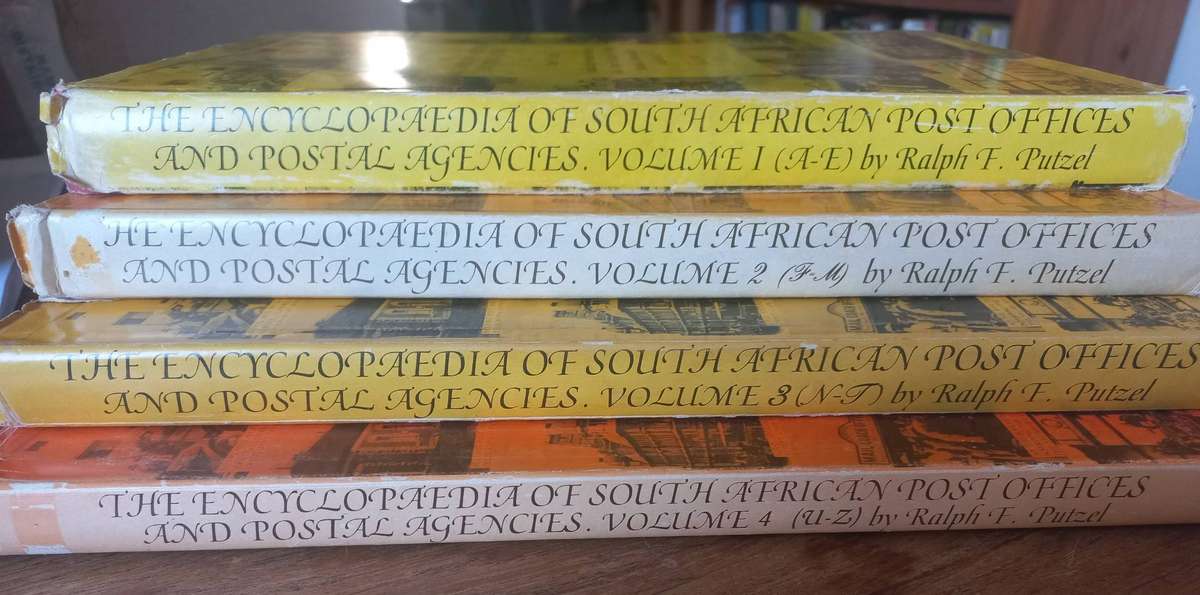 THE ENCYCLOPAEDIA OF SOUTH AFRICAN POST OFFICES
AND POSTAL AGENCIES. VOLUME 1 (A-E) by Ralph F. Putzel
HE ENCYCLOPAEDIA OF SOUTH AFRICAN POST OFFICES
AND POSTAL AGENCIES. VOLUME 2 (F-M) by Ralph F. Putzel
THE ENCYCLOPAEDIA OF SOUTH AFRICAN POST OFFICES
AND POSTAL AGENCIES. VOLUME 3 (N-T) by Ralph F. Putzel
THE ENCYCLOPAEDIA OF SOUTH AFRICAN POST OFFICES
AND POSTAL AGENCIES. VOLUME 4 (U-Z) by Ralph F. Putzel